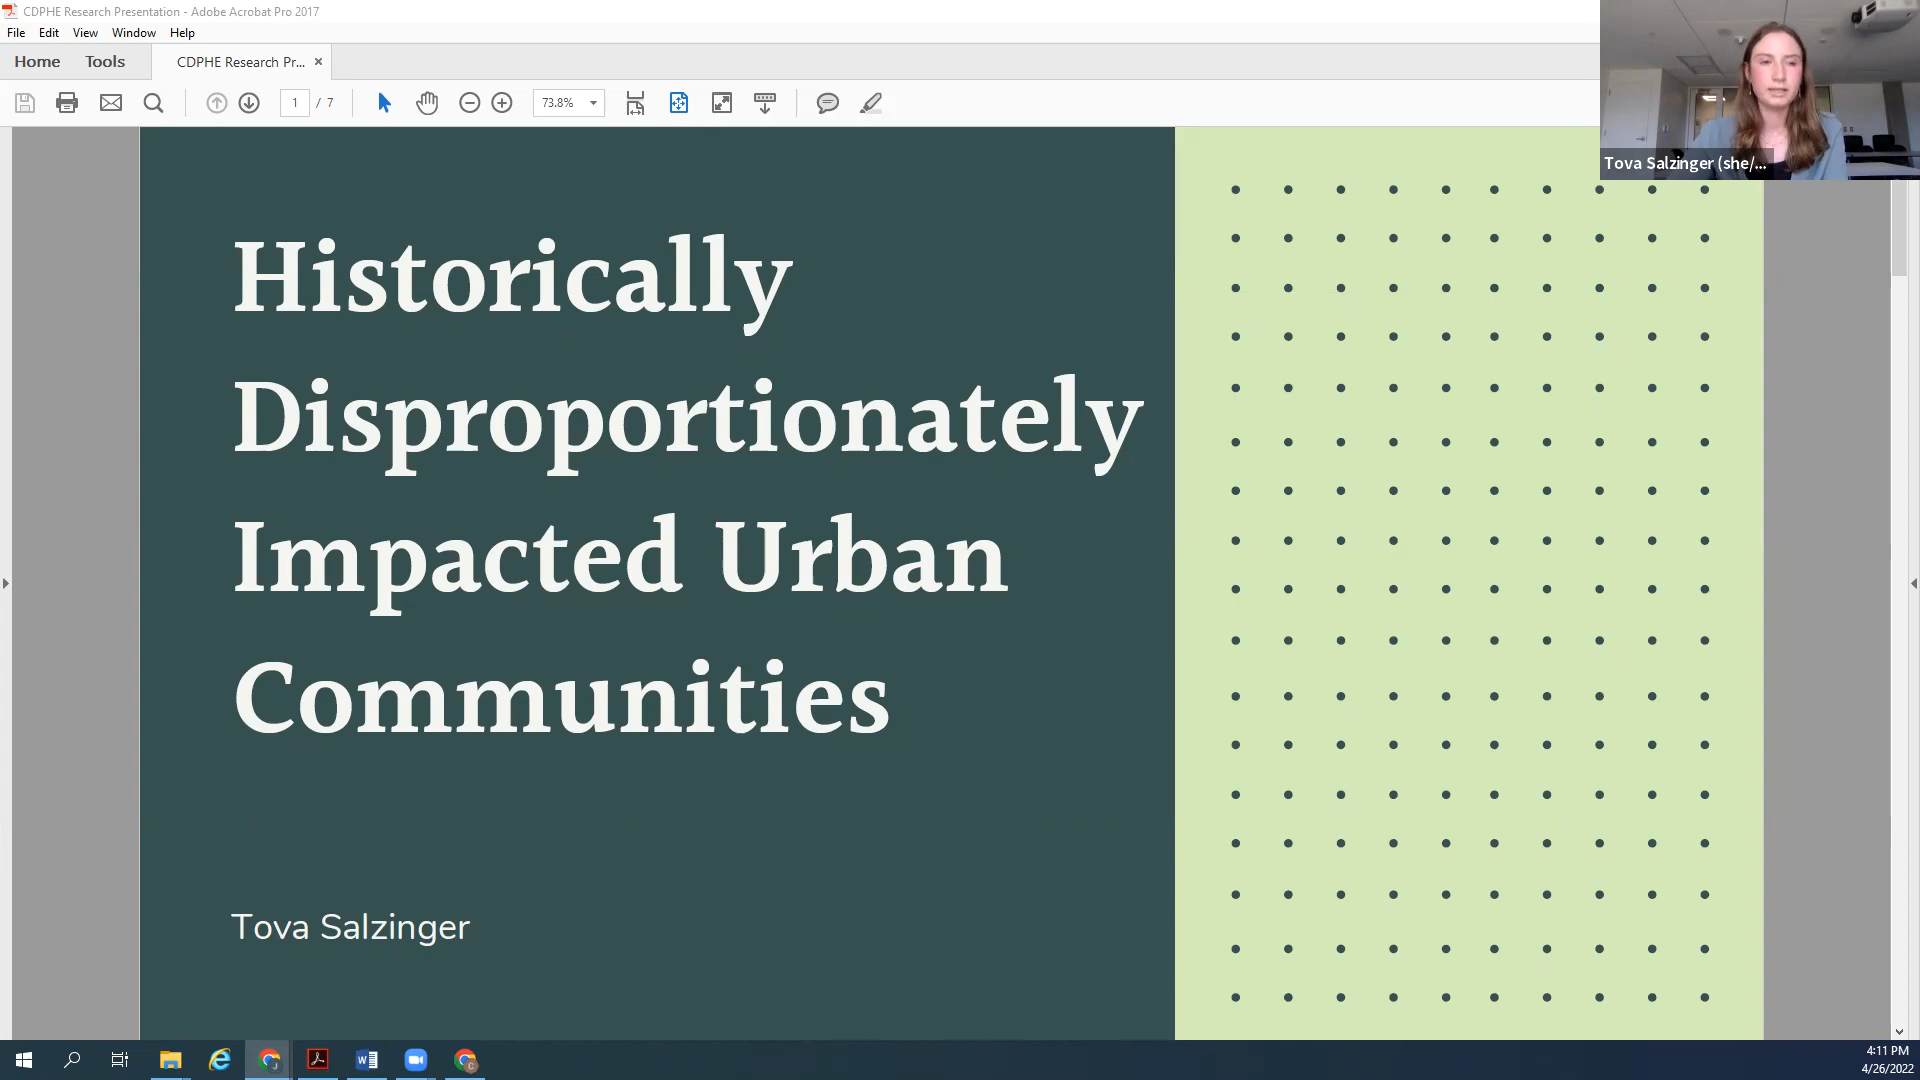 CDPHE Research Presentation - Adobe Acrobat Pro 2017
File Edit View Window Help
Home Tools CDPHE Research Pr... ×
1 / 7 73.8%
Tova Salzinger (she/...
Historically
Disproportionately
Impacted Urban
Communities
Tova Salzinger
4:11 PM
4/26/2022